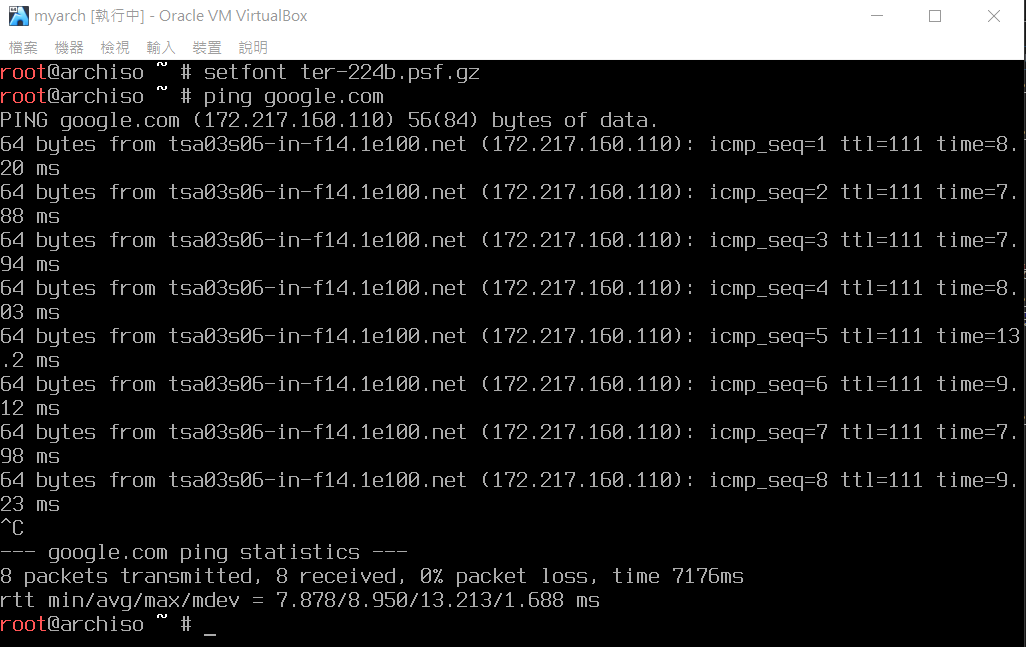 myarch [執行中] - Oracle VM VirtualBox
檔案 機器 檢視 輸入 裝置 說明
root@archiso ~ # setfont ter-224b.psf.gz
root@archiso ~ # ping google.com
PING google.com (172.217.160.110) 56(84) bytes of data.
64 bytes from tsa03s06-in-f14.1e100.net (172.217.160.110): icmp_seq=1 ttl=111 time=8.
20 ms
64 bytes from tsa03s06-in-f14.1e100.net (172.217.160.110): icmp_seq=2 ttl=111 time=7.
88 ms
64 bytes from tsa03s06-in-f14.1e100.net (172.217.160.110): icmp_seq=3 ttl=111 time=7.
94 ms
64 bytes from tsa03s06-in-f14.1e100.net (172.217.160.110): icmp_seq=4 ttl=111 time=8.
03 ms
64 bytes from tsa03s06-in-f14.1e100.net (172.217.160.110): icmp_seq=5 ttl=111 time=13
.2 ms
64 bytes from tsa03s06-in-f14.1e100.net (172.217.160.110): icmp_seq=6 ttl=111 time=9.
12 ms
64 bytes from tsa03s06-in-f14.1e100.net (172.217.160.110): icmp_seq=7 ttl=111 time=7.
98 ms
64 bytes from tsa03s06-in-f14.1e100.net (172.217.160.110): icmp_seq=8 ttl=111 time=9.
23 ms
^C
--- google.com ping statistics ---
8 packets transmitted, 8 received, 0% packet loss, time 7176ms
rtt min/avg/max/mdev = 7.878/8.950/13.213/1.688 ms
root@archiso ~ # _